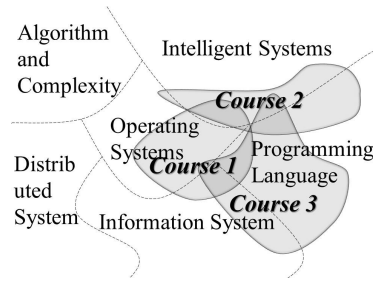 Algorithm
and
Complexity
Intelligent Systems
Course 2
Operating
Systems
Programming
Language
Course 1
Distrib
uted
System
Information System
Course 3